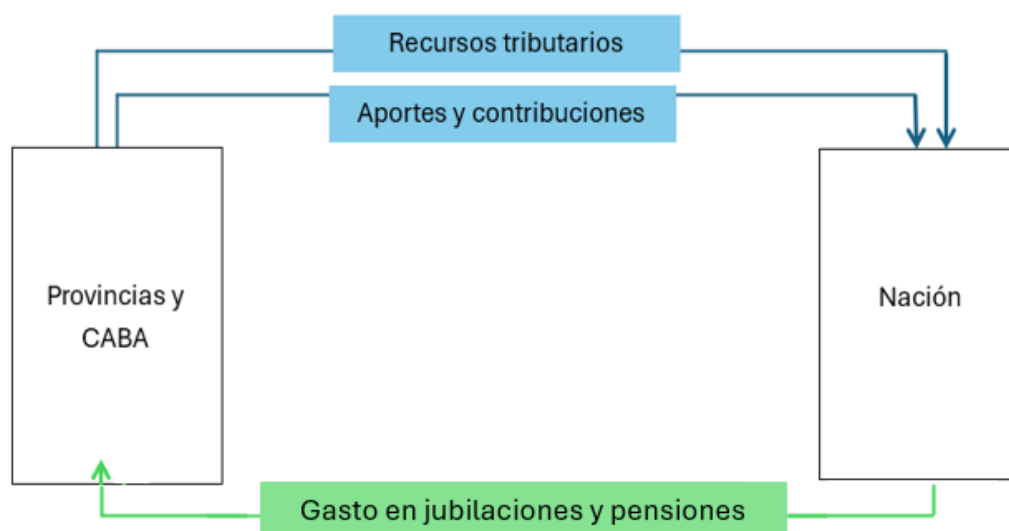 Recursos tributarios
Aportes y contribuciones
Provincias y
CABA
Nación
Gasto en jubilaciones y pensiones